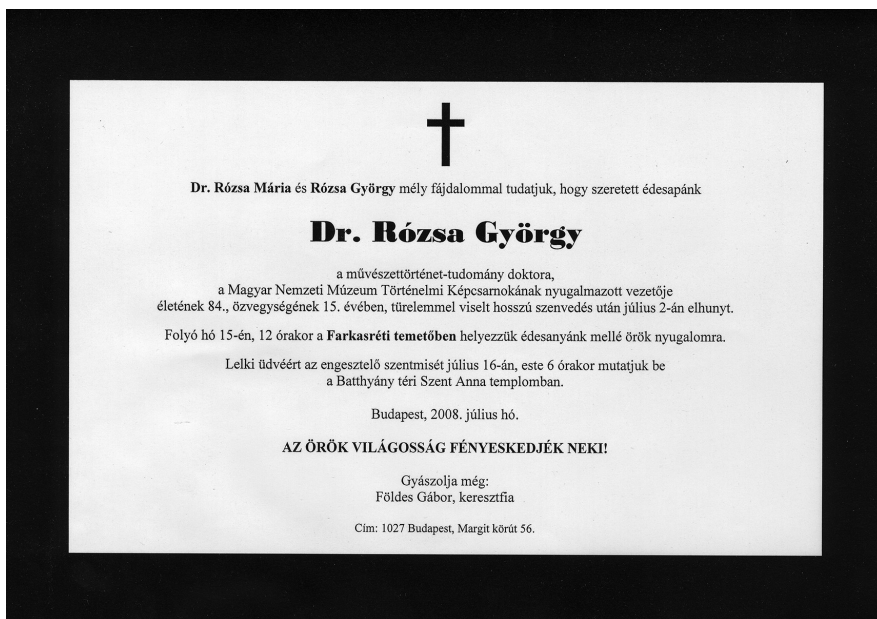 Dr. Rózsa Mária és Rózsa György mély fájdalommal tudatjuk, hogy szeretett édesapánk
Dr. Rózsa György
a művészettörténet-tudomány doktora,
a Magyar Nemzeti Múzeum Történelmi Képcsarnokának nyugalmazott vezetője
életének 84., özvegységének 15. évében, türelemmel viselt hosszú szenvedés után július 2-án elhunyt.
Folyó hó 15-én, 12 órakor a Farkasréti temetőben helyezzük édesanyánk mellé örök nyugalomra.
Lelki üdvéért az engesztelő szentmisét július 16-án, este 6 órakor mutatjuk be
a Batthyány téri Szent Anna templomban.
Budapest, 2008. július hó.
AZ ÖRÖK VILÁGOSSÁG FÉNYESKEDJÉK NEKI!
Gyászolja még:
Földes Gábor, keresztfia
Cím: 1027 Budapest, Margit körút 56.